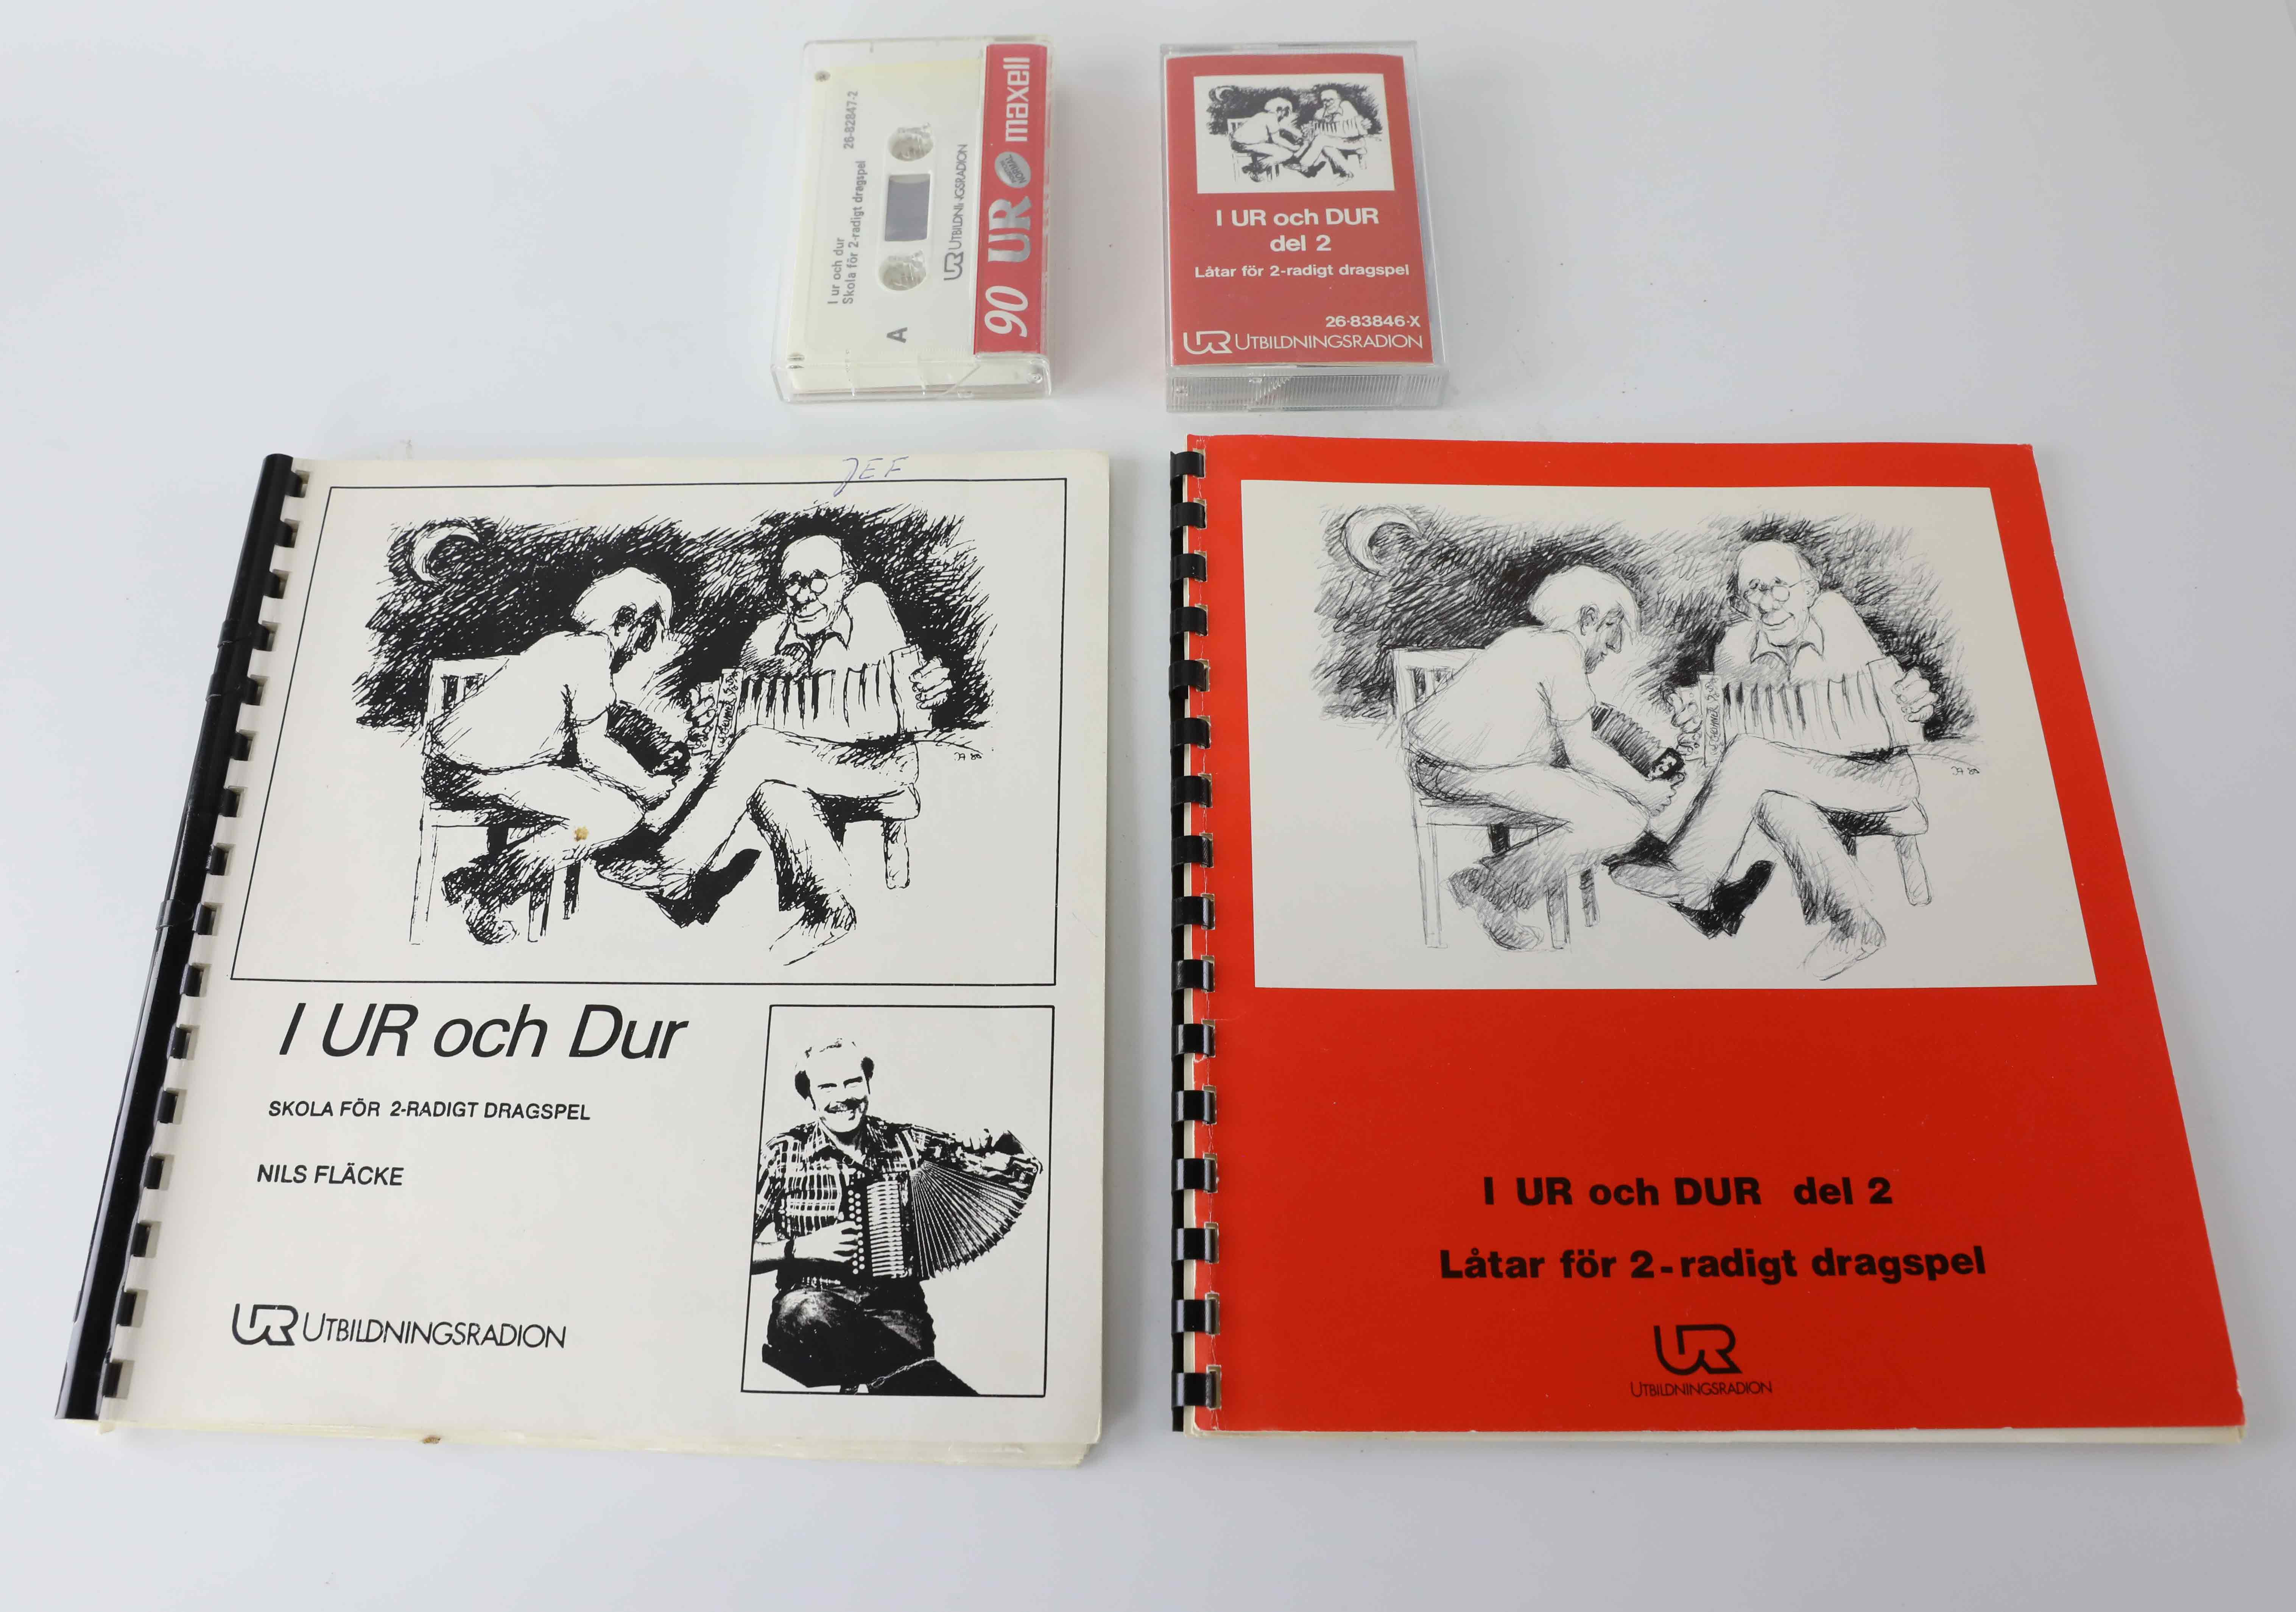 I ur och dur
Skola för 2-radigt dragspel 26-82847-2
A
UR UTBILDNINGSRADION
90 UR maxell
I UR och DUR
del 2
Låtar för 2-radigt dragspel
26-83846-X
UR UTBILDNINGSRADION
JEF
I UR och Dur
SKOLA FÖR 2-RADIGT DRAGSPEL
NILS FLÄCKE
UR UTBILDNINGSRADION
I UR och DUR del 2
Låtar för 2-radigt dragspel
UR
UTBILDNINGSRADION